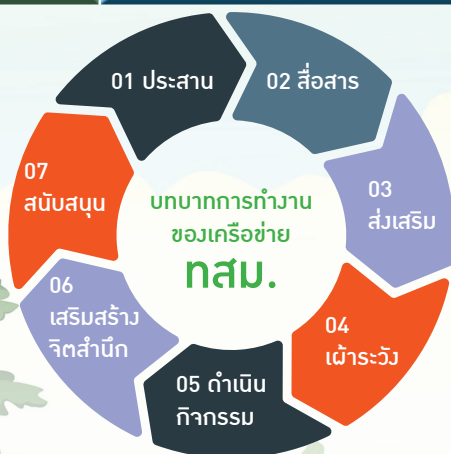 บทบาทการทำงาน
ของเครือข่าย
ทสม.
01 ประสาน
02 สื่อสาร
03
ส่งเสริม
04
เฝ้าระวัง
05 ดำเนิน
กิจกรรม
06
เสริมสร้าง
จิตสำนึก
07
สนับสนุน